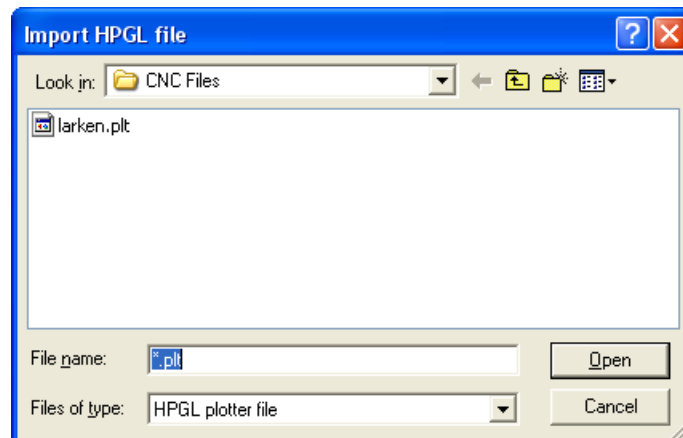 Import HPGL file
Look in: CNC Files
larken.plt
File name: *.plt Open
Files of type: HPGL plotter file Cancel